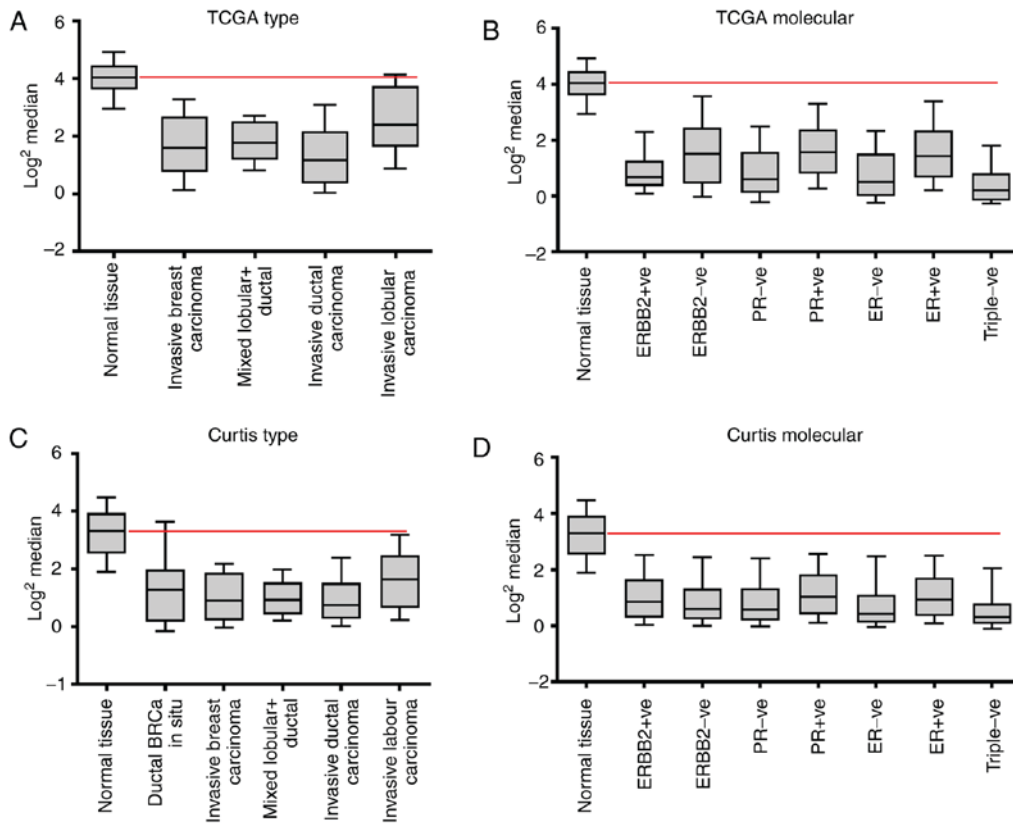 A
TCGA type
6
4
2
0
−2
Log² median
Normal tissue
Invasive breast
carcinoma
Mixed lobular+
ductal
Invasive ductal
carcinoma
Invasive lobular
carcinoma
B
TCGA molecular
6
4
2
0
−2
Log² median
Normal tissue
ERBB2+ve
ERBB2−ve
PR−ve
PR+ve
ER−ve
ER+ve
Triple−ve
C
Curtis type
6
4
2
0
−1
Log² median
Normal tissue
Ductal BRCa
in situ
Invasive breast
carcinoma
Mixed lobular+
ductal
Invasive ductal
carcinoma
Invasive labour
carcinoma
D
Curtis molecular
6
4
2
0
−2
Log² median
Normal tissue
ERBB2+ve
ERBB2−ve
PR−ve
PR+ve
ER−ve
ER+ve
Triple−ve